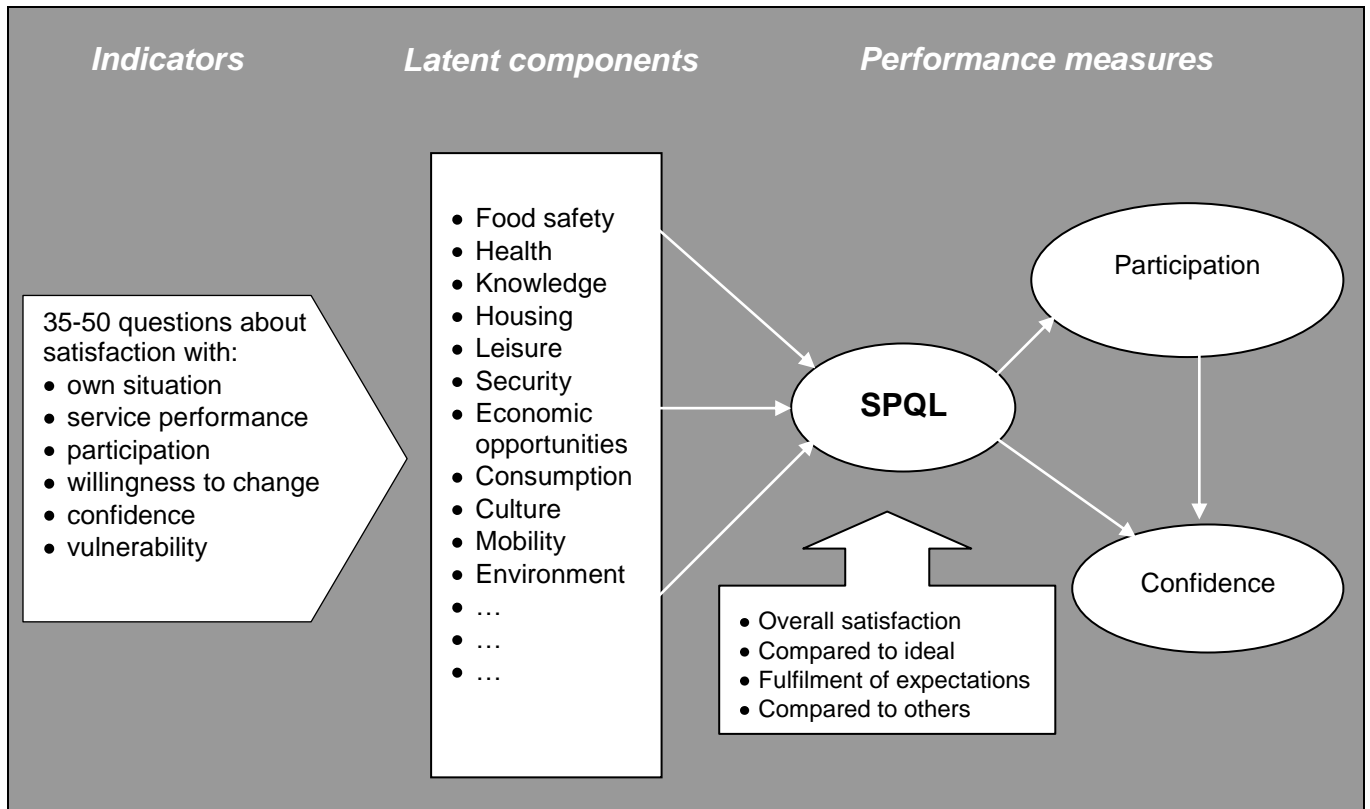 Indicators
Latent components
Performance measures
35-50 questions about
satisfaction with:
• own situation
• service performance
• participation
• willingness to change
• confidence
• vulnerability
• Food safety
• Health
• Knowledge
• Housing
• Leisure
• Security
• Economic
opportunities
• Consumption
• Culture
• Mobility
• Environment
• …
• …
• …
SPQL
• Overall satisfaction
• Compared to ideal
• Fulfilment of expectations
• Compared to others
Participation
Confidence